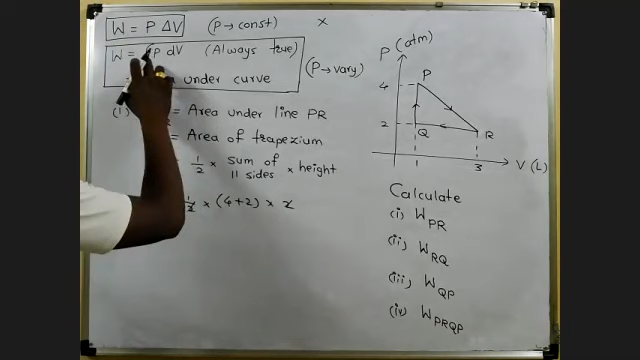 W = P ΔV (P → const) ×
W = ∫P dV (Always true)
(P → vary)
= under curve
(i) = Area under line PR
= Area of trapezium
1/2 × sum of 11 sides × height
1/2 × (4+2) × 2
P (atm)
4
P
2
Q
R
1
3
V (L)
Calculate
(i) W PR
(ii) W RQ
(iii) W QP
(iv) W PRQP